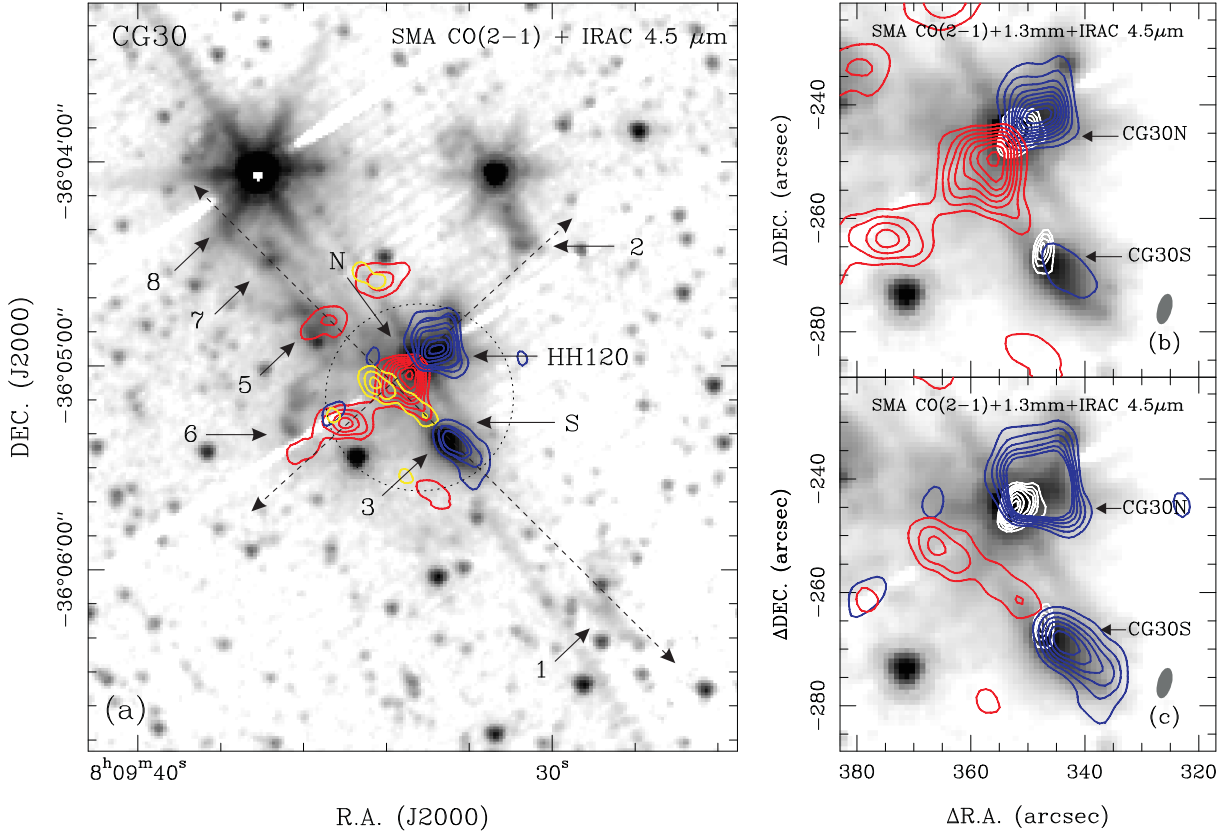 CG30
SMA CO(2−1) + IRAC 4.5 μm
8
7
5
6
N
2
HH120
S
3
1
(a)
DEC. (J2000)
−36°04'00"
−36°05'00"
−36°06'00"
8h09m40s
30s
R.A. (J2000)
SMA CO(2−1)+1.3mm+IRAC 4.5μm
CG30N
CG30S
(b)
ΔDEC. (arcsec)
−240
−260
−280
SMA CO(2−1)+1.3mm+IRAC 4.5μm
CG30N
CG30S
(c)
ΔDEC. (arcsec)
−240
−260
−280
380
360
340
320
ΔR.A. (arcsec)